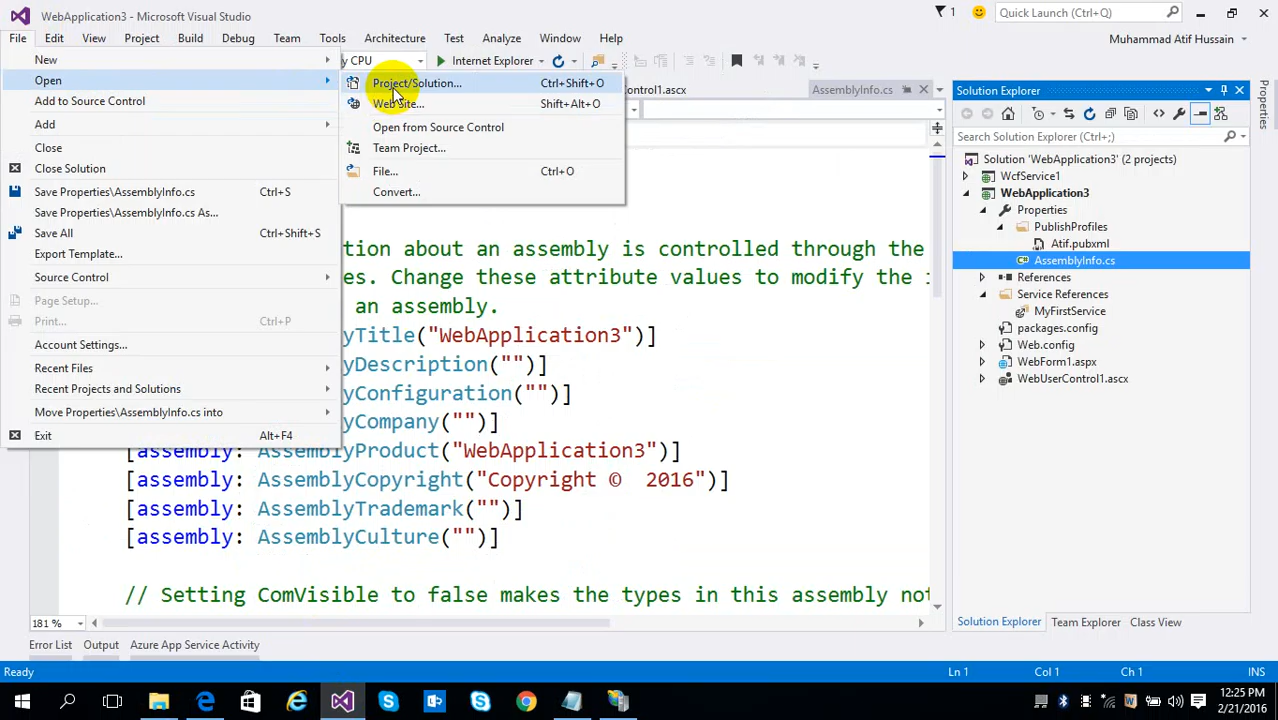 WebApplication3 - Microsoft Visual Studio
1
Quick Launch (Ctrl+Q)
File Edit View Project Build Debug Team Tools Architecture Test Analyze Window Help
Muhammad Atif Hussain
New
CPU
Internet Explorer
Open
Project/Solution... Ctrl+Shift+O
Control1.ascx
AssemblyInfo.cs
Solution Explorer
Add to Source Control
Web Site... Shift+Alt+O
Add
Open from Source Control
Search Solution Explorer (Ctrl+;)
Close
Team Project...
Solution 'WebApplication3' (2 projects)
Close Solution
File... Ctrl+O
WcfService1
Save Properties\AssemblyInfo.cs Ctrl+S
Convert...
WebApplication3
Save Properties\AssemblyInfo.cs As...
Properties
Save All Ctrl+Shift+S
PublishProfiles
Export Template...
Atif.pubxml
Source Control
AssemblyInfo.cs
Page Setup...
References
Print... Ctrl+P
Service References
Account Settings...
MyFirstService
Recent Files
packages.config
Recent Projects and Solutions
Web.config
Move Properties\AssemblyInfo.cs into
WebForm1.aspx
Exit Alt+F4
WebUserControl1.ascx
Properties
tion about an assembly is controlled through the
es. Change these attribute values to modify the i
an assembly.
yTitle("WebApplication3")]
yDescription("")]
yConfiguration("")]
yCompany("")]
[assembly: AssemblyProduct("WebApplication3")]
[assembly: AssemblyCopyright("Copyright © 2016")]
[assembly: AssemblyTrademark("")]
[assembly: AssemblyCulture("")]
// Setting ComVisible to false makes the types in this assembly not
181 %
Solution Explorer Team Explorer Class View
Error List Output Azure App Service Activity
Ready Ln 1 Col 1 Ch 1 INS
12:25 PM
2/21/2016